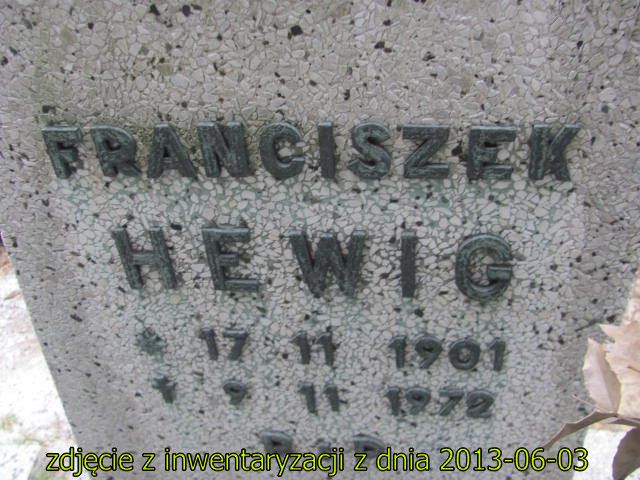 FRANCISZEK
HEWIG
* 17 11 1901
† 9 11 1972
R.I.P.
zdjęcie z inwentaryzacji z dnia 2013-06-03